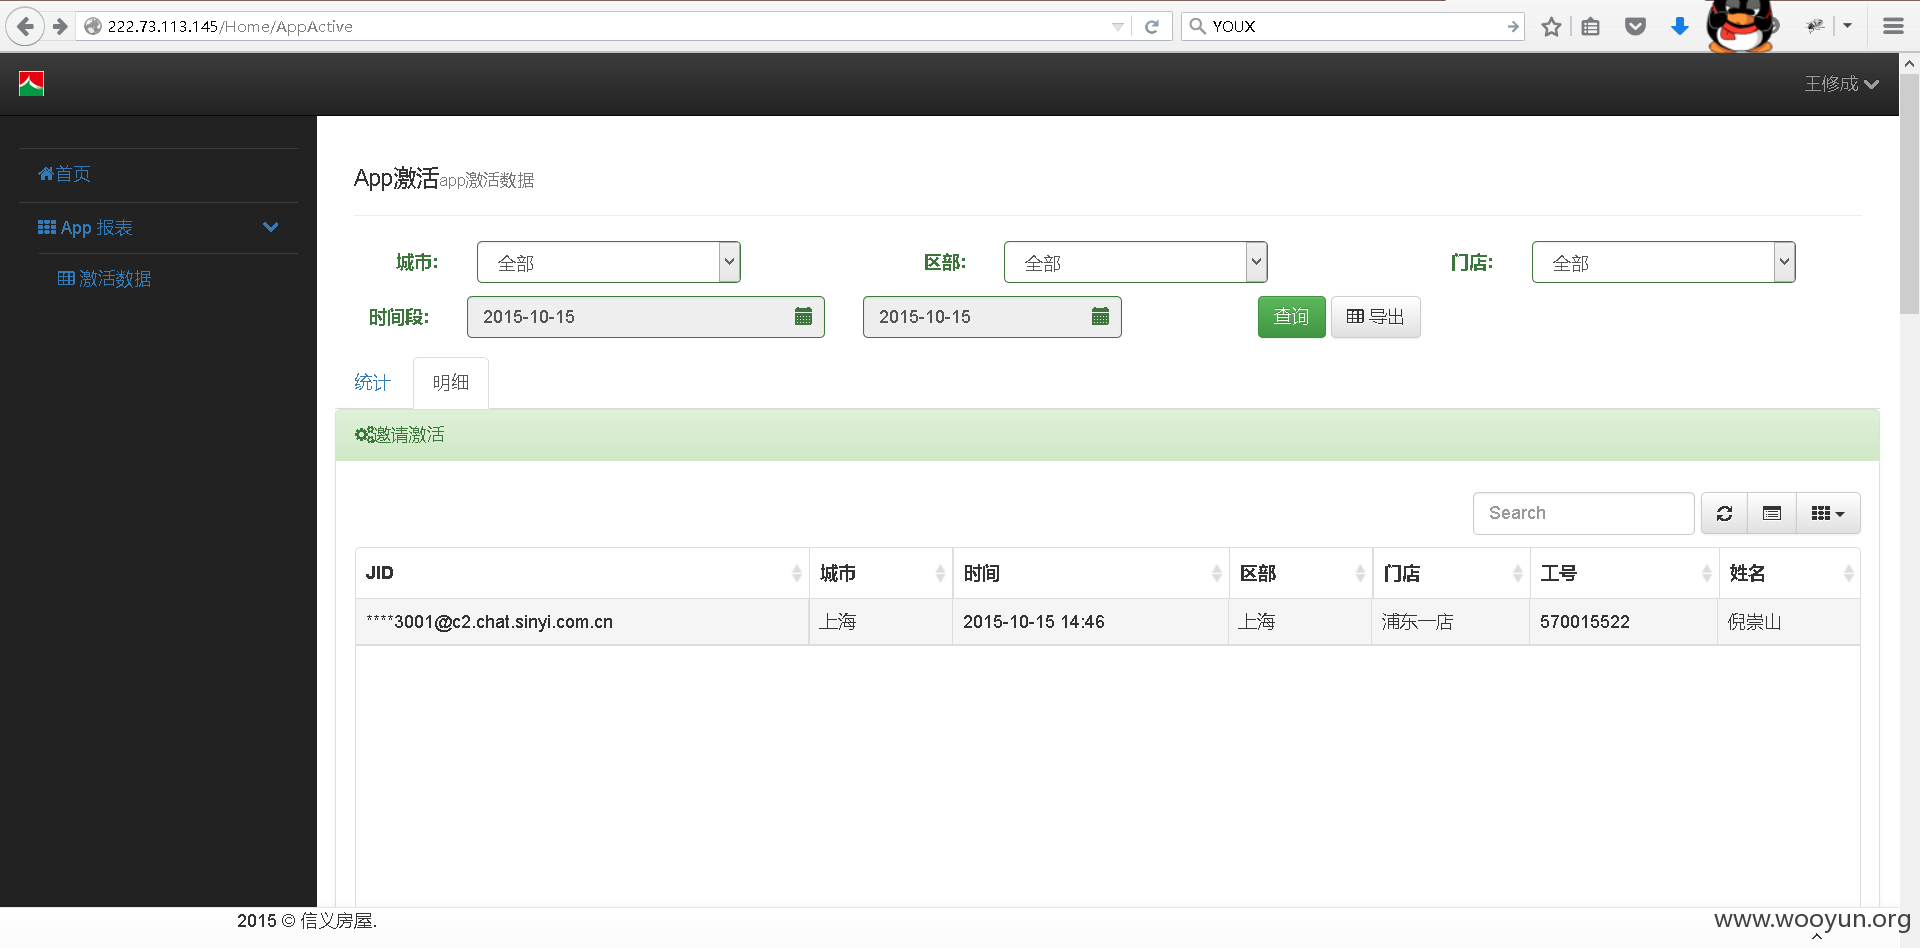 222.73.113.145/Home/AppActive
YOUX
王修成
首页
App 报表
激活数据
App激活app激活数据
城市: 全部 区部: 全部 门店: 全部
时间段: 2015-10-15 2015-10-15 查询 导出
统计 明细
邀请激活
Search
JID 城市 时间 区部 门店 工号 姓名
****3001@c2.chat.sinyi.com.cn 上海 2015-10-15 14:46 上海 浦东一店 570015522 倪崇山
2015 © 信义房屋.
www.wooyun.org